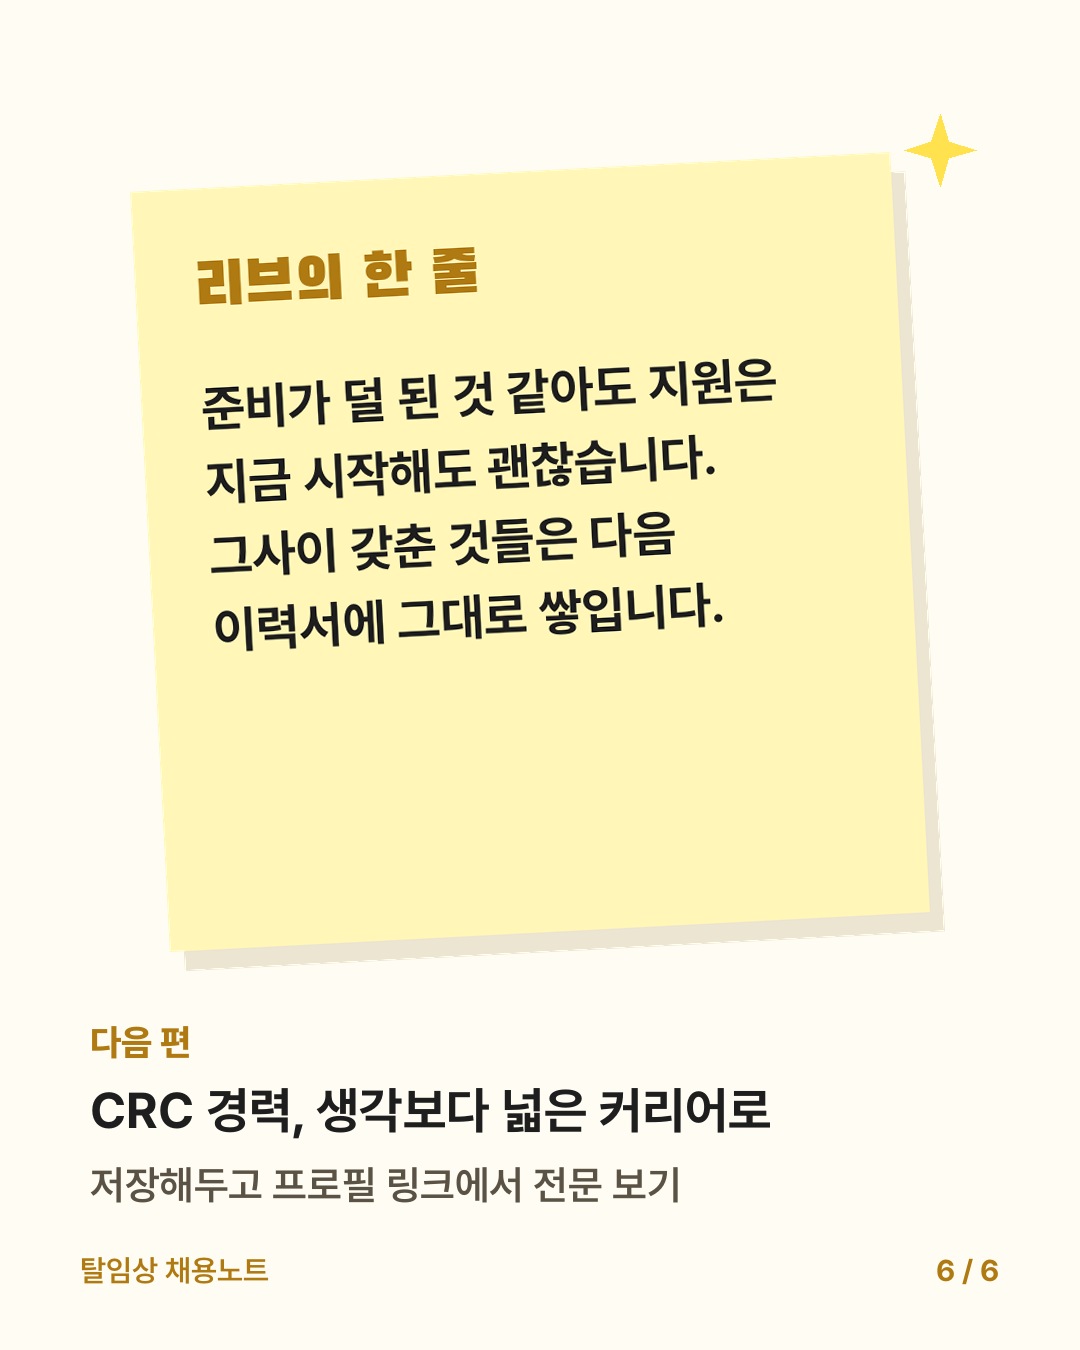 리브의 한 줄
준비가 덜 된 것 같아도 지원은
지금 시작해도 괜찮습니다.
그사이 갖춘 것들은 다음
이력서에 그대로 쌓입니다.
다음 편
CRC 경력, 생각보다 넓은 커리어로
저장해두고 프로필 링크에서 전문 보기
탈임상 채용노트
6 / 6